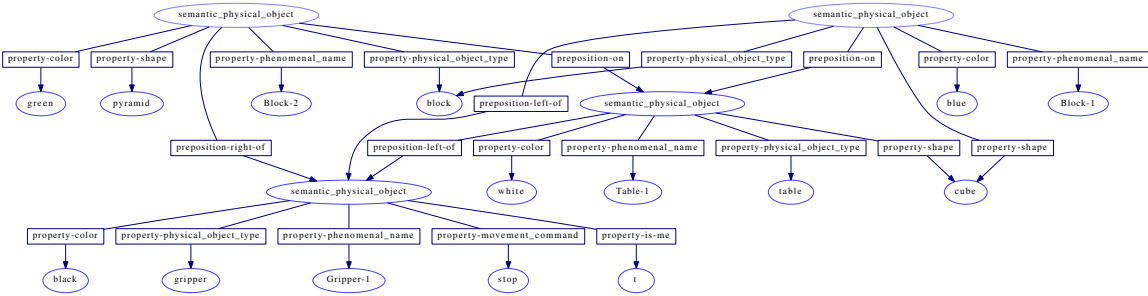 semantic_physical_object
semantic_physical_object
property-color
property-shape
property-phenomenal_name
property-physical_object_type
preposition-on
property-physical_object_type
preposition-on
property-color
property-phenomenal_name
green
pyramid
Block-2
block
preposition-left-of
semantic_physical_object
blue
Block-1
preposition-right-of
preposition-left-of
property-color
property-phenomenal_name
property-physical_object_type
property-shape
property-shape
semantic_physical_object
white
Table-1
table
cube
property-color
property-physical_object_type
property-phenomenal_name
property-movement_command
property-is-me
black
gripper
Gripper-1
stop
t